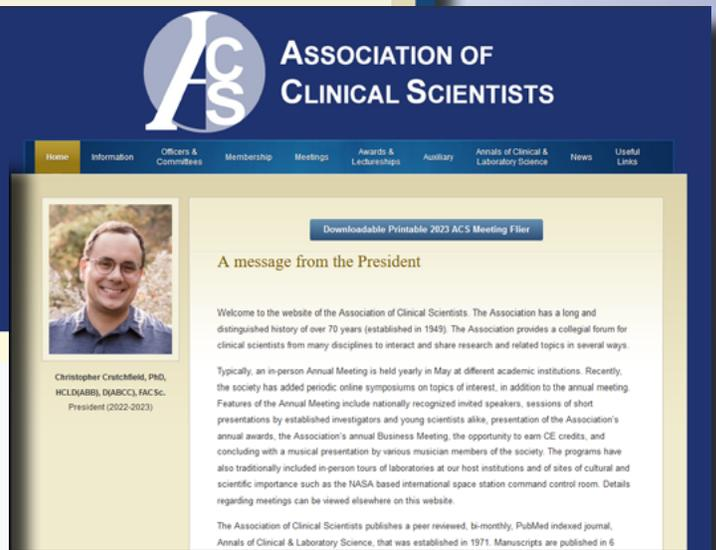 ACS
ASSOCIATION OF
CLINICAL SCIENTISTS
Home
Information
Officers &
Committees
Membership
Meetings
Awards &
Lectureships
Auxiliary
Annals of Clinical &
Laboratory Science
News
Useful
Links
Downloadable Printable 2023 ACS Meeting Flier
A message from the President
Christopher Crutchfield, PhD,
HCLD(ABB), D(ABCC), FACSc.
President (2022-2023)
Welcome to the website of the Association of Clinical Scientists. The Association has a long and
distinguished history of over 70 years (established in 1949). The Association provides a collegial forum for
clinical scientists from many disciplines to interact and share research and related topics in several ways.
Typically, an in-person Annual Meeting is held yearly in May at different academic institutions. Recently,
the society has added periodic online symposiums on topics of interest, in addition to the annual meeting.
Features of the Annual Meeting include nationally recognized invited speakers, sessions of short
presentations by established investigators and young scientists alike, presentation of the Association's
annual awards, the Association's annual Business Meeting, the opportunity to earn CE credits, and
concluding with a musical presentation by various musician members of the society. The programs have
also traditionally included in-person tours of laboratories at our host institutions and of sites of cultural and
scientific importance such as the NASA based international space station command control room. Details
regarding meetings can be viewed elsewhere on this website.
The Association of Clinical Scientists publishes a peer reviewed, bi-monthly, PubMed indexed journal,
Annals of Clinical & Laboratory Science, that was established in 1971. Manuscripts are published in 6